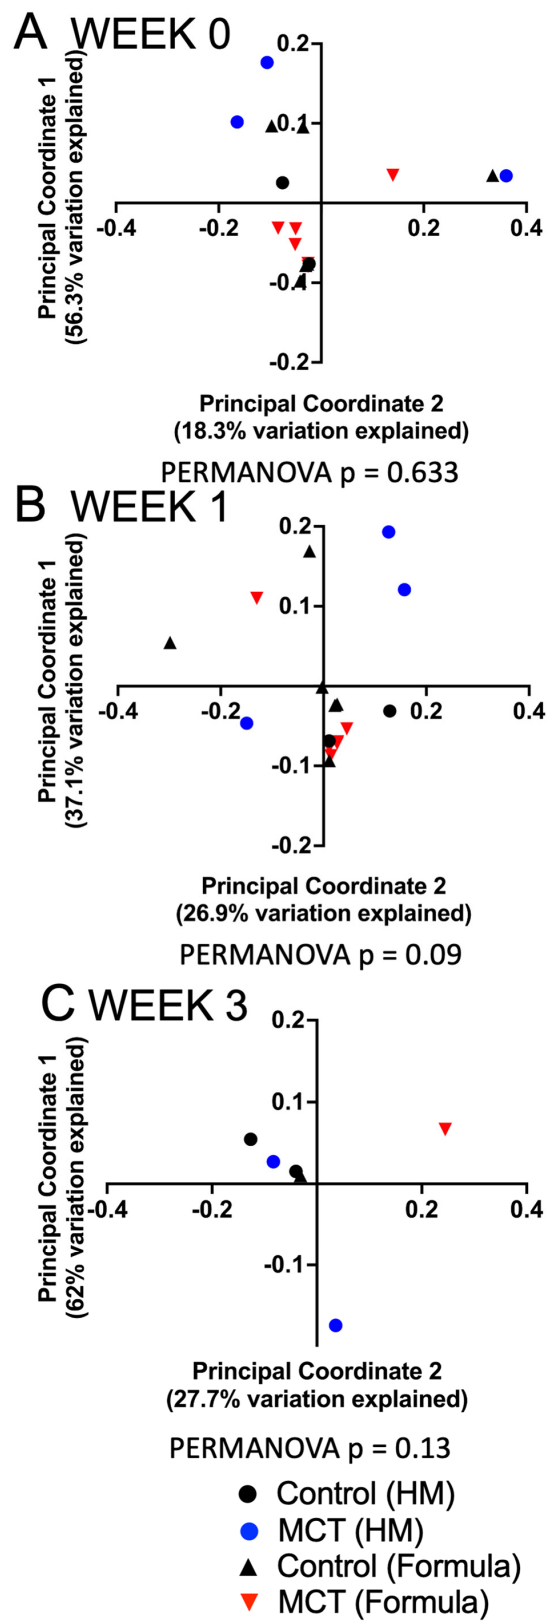 A WEEK 0
Principal Coordinate 1
(56.3% variation explained)
0.2
0.1
-0.4
-0.2
0.2
0.4
-0.1
-0.2
Principal Coordinate 2
(18.3% variation explained)
PERMANOVA p = 0.633
B WEEK 1
Principal Coordinate 1
(37.1% variation explained)
0.2
0.1
-0.4
-0.2
0.2
0.4
-0.1
-0.2
Principal Coordinate 2
(26.9% variation explained)
PERMANOVA p = 0.09
C WEEK 3
Principal Coordinate 1
(62% variation explained)
0.2
0.1
-0.4
-0.2
0.2
0.4
-0.1
Principal Coordinate 2
(27.7% variation explained)
PERMANOVA p = 0.13
Control (HM)
MCT (HM)
Control (Formula)
MCT (Formula)